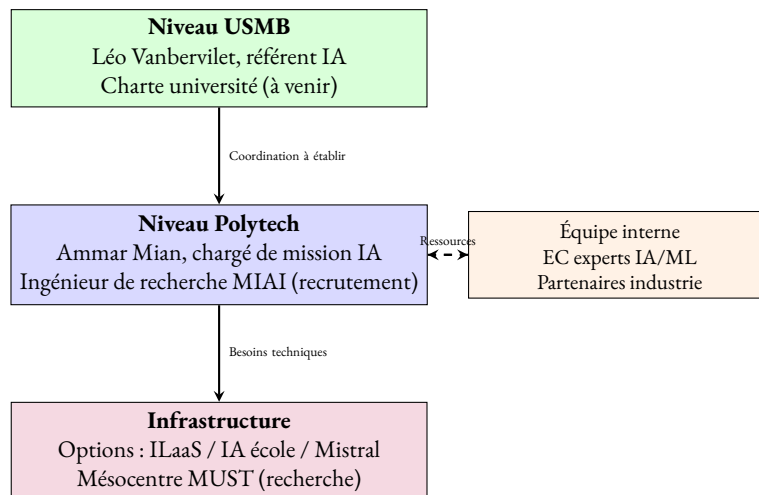 Niveau USMB
Léo Vanbervilet, référent IA
Charte université (à venir)
Coordination à établir
Niveau Polytech
Ammar Mian, chargé de mission IA
Ingénieur de recherche MIAI (recrutement)
Ressources
Équipe interne
EC experts IA/ML
Partenaires industrie
Besoins techniques
Infrastructure
Options : ILaaS / IA école / Mistral
Mésocentre MUST (recherche)